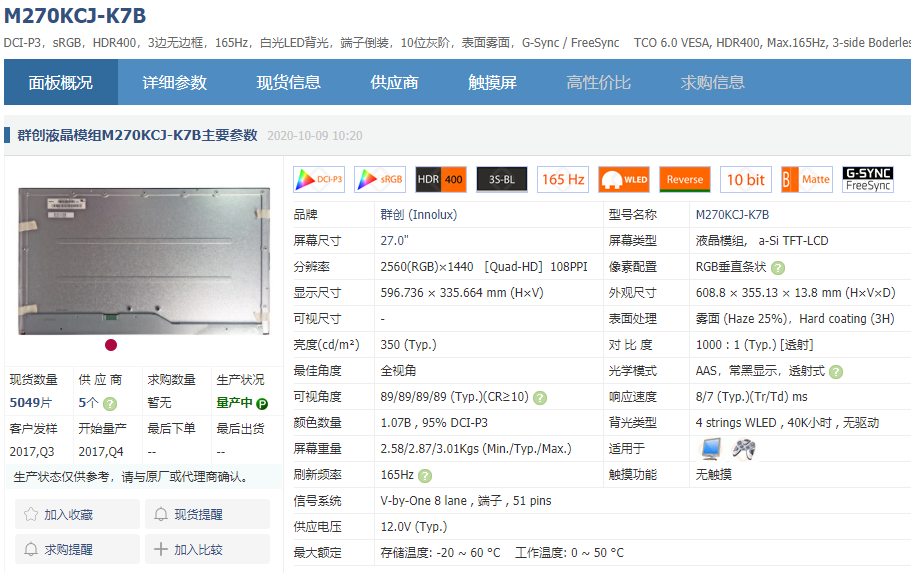 M270KCJ-K7B
DCI-P3，sRGB，HDR400，3边无边框，165Hz，白光LED背光，端子倒装，10位灰阶，表面雾面，G-Sync / FreeSync TCO 6.0 VESA, HDR400, Max.165Hz, 3-side Boderles
面板概况 详细参数 现货信息 供应商 触摸屏 高性价比 求购信息
群创液晶模组M270KCJ-K7B主要参数 2020-10-09 10:20
DCI-P3 sRGB HDR 400 3S-BL 165 Hz WLED Reverse 10 bit B Matte G-SYNC FreeSync
品牌 群创 (Innolux) 型号名称 M270KCJ-K7B
屏幕尺寸 27.0" 屏幕类型 液晶模组， a-Si TFT-LCD
分辨率 2560(RGB)×1440 [Quad-HD] 108PPI 像素配置 RGB垂直条状 ?
显示尺寸 596.736 × 335.664 mm (H×V) 外观尺寸 608.8 × 355.13 × 13.8 mm (H×V×D)
可视尺寸 - 表面处理 雾面 (Haze 25%)，Hard coating (3H)
亮度(cd/m²) 350 (Typ.) 对 比 度 1000 : 1 (Typ.) [透射]
最佳角度 全视角 光学模式 AAS，常黑显示，透射式 ?
可视角度 89/89/89/89 (Typ.)(CR≥10) ? 响应速度 8/7 (Typ.)(Tr/Td) ms
颜色数量 1.07B , 95% DCI-P3 背光类型 4 strings WLED , 40K小时 , 无驱动
屏幕重量 2.58/2.87/3.01Kgs (Min./Typ./Max.) 适用于
刷新频率 165Hz ? 触摸功能 无触摸
信号系统 V-by-One 8 lane , 端子 , 51 pins
供应电压 12.0V (Typ.)
最大额定 存储温度: -20 ~ 60 °C 工作温度: 0 ~ 50 °C
现货数量 供 应 商 求购数量 生产状况
5049片 5个 ? 暂无 量产中 P
客户发样 开始量产 最后下单 最后出货
2017,Q3 2017,Q4 -- --
生产状态仅供参考，请与原厂或代理商确认。
加入收藏 现货提醒
求购提醒 加入比较